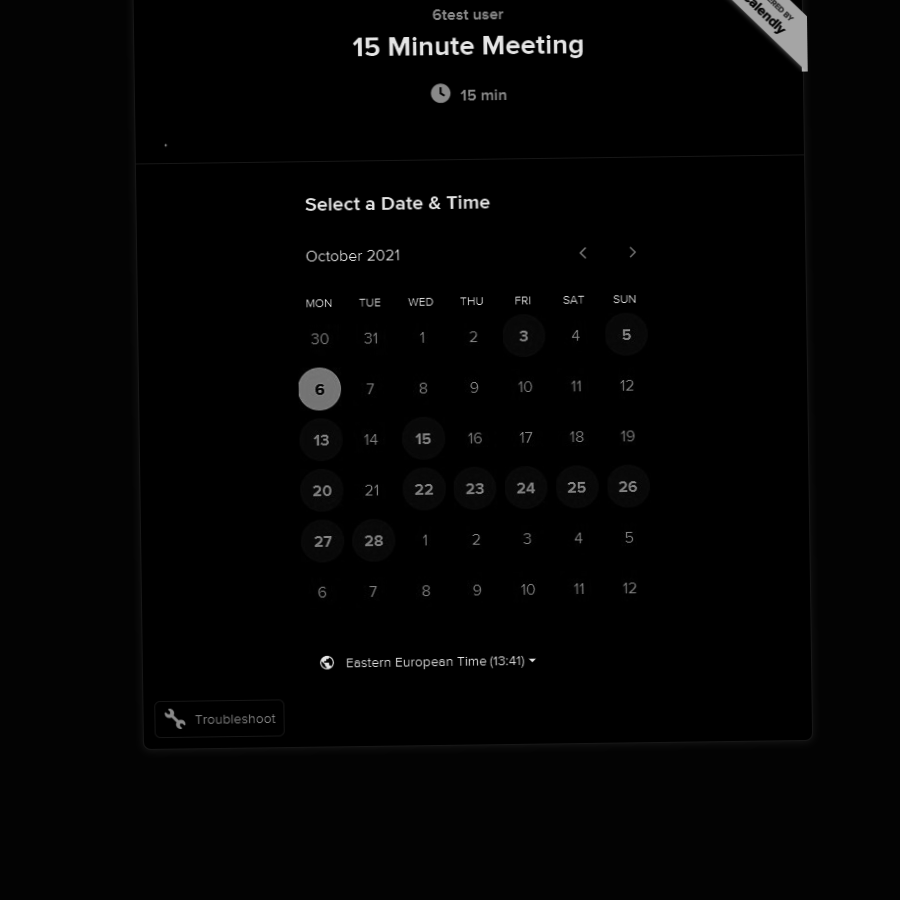 6test user
15 Minute Meeting
15 min
Calendly
Select a Date & Time
October 2021
MON TUE WED THU FRI SAT SUN
30 31 1 2 3 4 5
6 7 8 9 10 11 12
13 14 15 16 17 18 19
20 21 22 23 24 25 26
27 28 1 2 3 4 5
6 7 8 9 10 11 12
Eastern European Time (13:41)
Troubleshoot